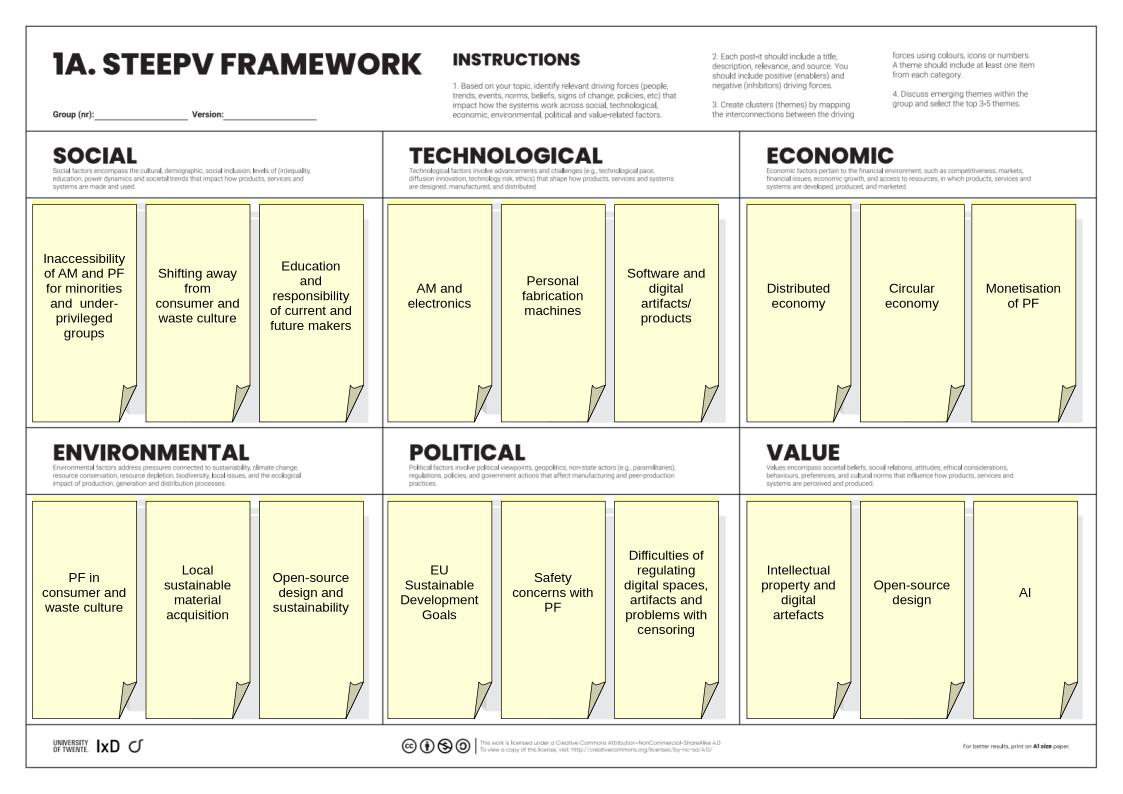 1A. STEEPV FRAMEWORK
Group (nr): Version:
INSTRUCTIONS
1. Based on your topic, identify relevant driving forces (people,
trends, events, norms, beliefs, signs of change, policies, etc) that
impact how the systems work across social, technological,
economic, environmental, political and value-related factors.
2. Each post-it should include a title,
description, relevance, and source. You
should include positive (enablers) and
negative (inhibitors) driving forces.
3. Create clusters (themes) by mapping
the interconnections between the driving
forces using colours, icons or numbers.
A theme should include at least one item
from each category.
4. Discuss emerging themes within the
group and select the top 3-5 themes.
SOCIAL
Social factors encompass the cultural, demographic, social inclusion, levels of (in)equality,
education, power dynamics and societal trends that impact how products, services and
systems are made and used.
Inaccessibility
of AM and PF
for minorities
and under-
privileged
groups
Shifting away
from
consumer and
waste culture
Education
and
responsibility
of current and
future makers
TECHNOLOGICAL
Technological factors involve advancements and challenges (e.g., technological pace,
diffusion innovation, technology risk, ethics) that shape how products, services and systems
are designed, manufactured, and distributed.
AM and
electronics
Personal
fabrication
machines
Software and
digital
artifacts/
products
ECONOMIC
Economic factors pertain to the financial environment, such as competitiveness, markets,
financial issues, economic growth, and access to resources, in which products, services and
systems are developed, produced, and marketed.
Distributed
economy
Circular
economy
Monetisation
of PF
ENVIRONMENTAL
Environmental factors address pressures connected to sustainability, climate change,
resource conservation, resource depletion, biodiversity, local issues, and the ecological
impact of production, generation and distribution processes.
PF in
consumer and
waste culture
Local
sustainable
material
acquisition
Open-source
design and
sustainability
POLITICAL
Political factors involve political viewpoints, geopolitics, non-state actors (e.g., paramilitaries),
regulations, policies, and government actions that affect manufacturing and peer-production
practices.
EU
Sustainable
Development
Goals
Safety
concerns with
PF
Difficulties of
regulating
digital spaces,
artifacts and
problems with
censoring
VALUE
Values encompass societal beliefs, social relations, attitudes, ethical considerations,
behaviours, preferences, and cultural norms that influence how products, services and
systems are perceived and produced.
Intellectual
property and
digital
artefacts
Open-source
design
AI
UNIVERSITY
OF TWENTE.
IxD
cc
This work is licensed under a Creative Commons Attribution-NonCommercial-ShareAlike 4.0
To view a copy of this license, visit: http://creativecommons.org/licenses/by-nc-sa/4.0/
For better results, print on A1 size paper.